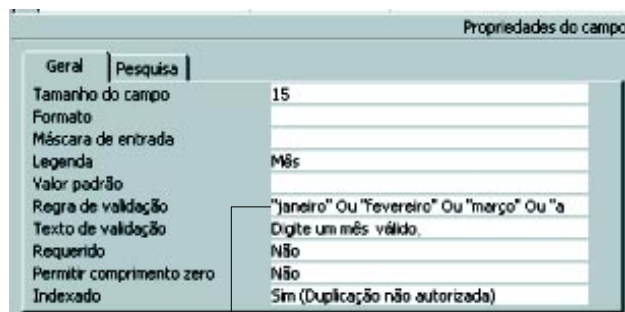 Propriedades do campo
Geral Pesquisa
Tamanho do campo 15
Formato
Máscara de entrada
Legenda Mês
Valor padrão
Regra de validação "janeiro" Ou "fevereiro" Ou "março" Ou "a
Texto de validação Digite um mês válido.
Requerido Não
Permitir comprimento zero Não
Indexado Sim (Duplicação não autorizada)